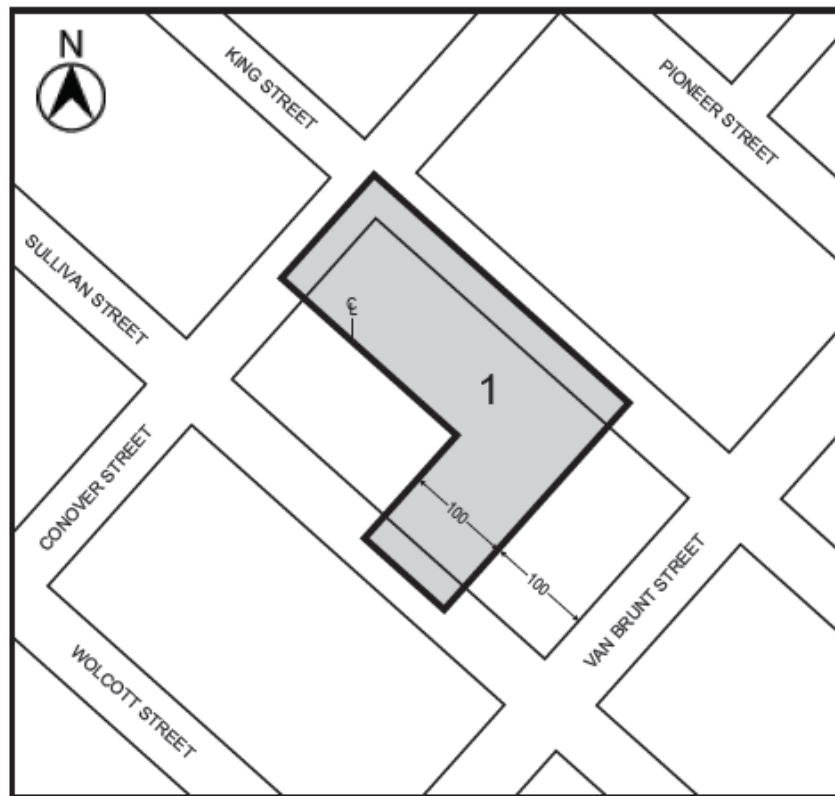 N
KING STREET
PIONEER STREET
SULLIVAN STREET
℄
1
CONOVER STREET
100
100
VAN BRUNT STREET
WOLCOTT STREET